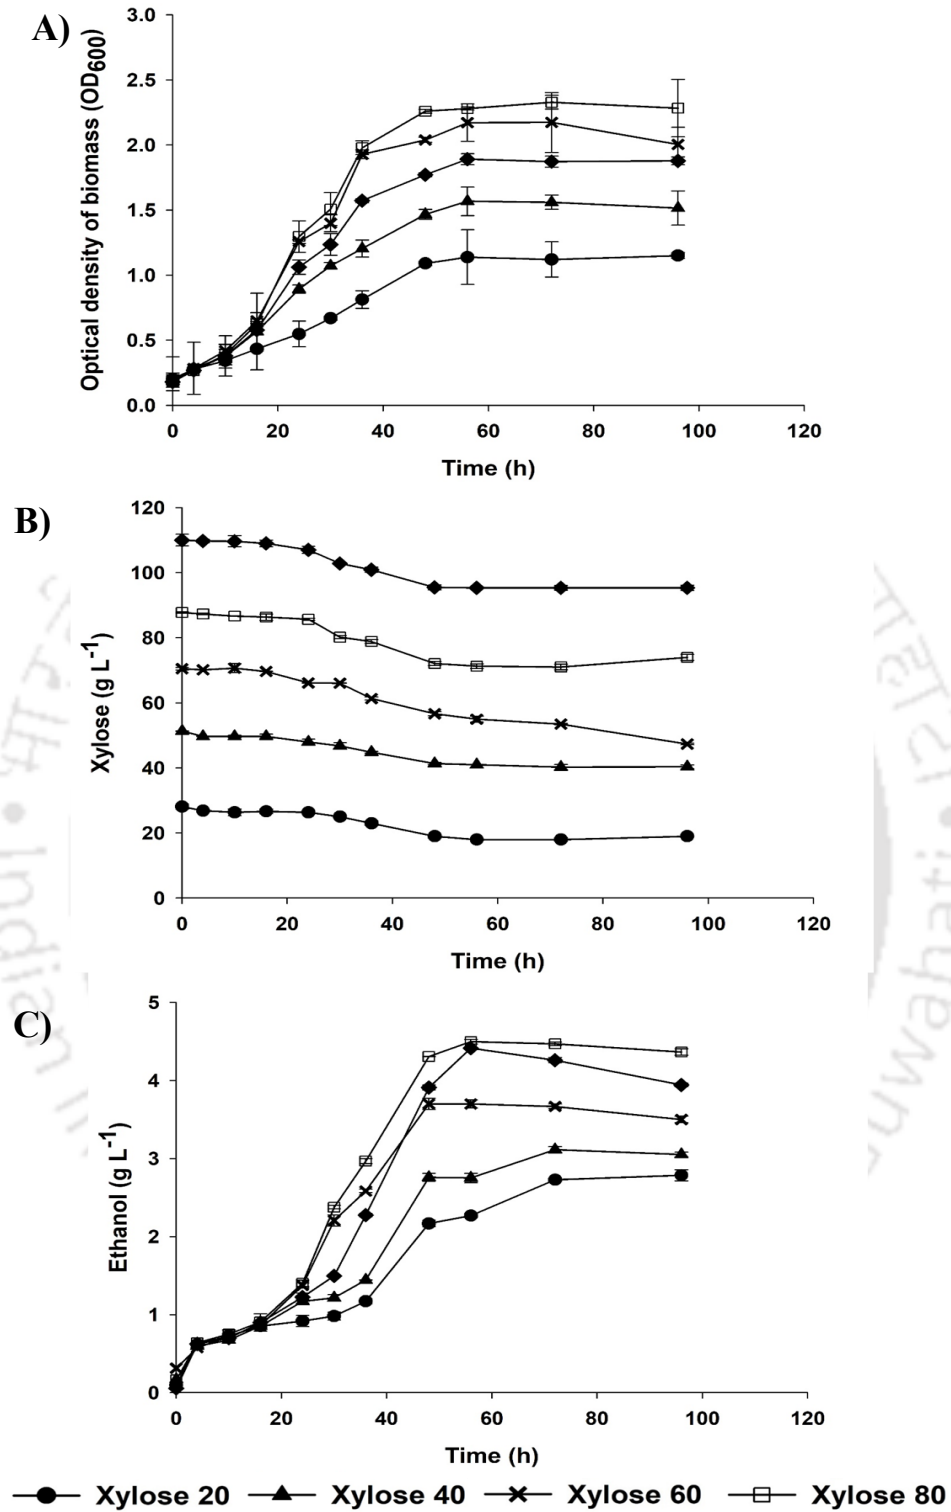 A)
Optical density of biomass (OD600)
3.0
2.5
2.0
1.5
1.0
0.5
0.0
0 20 40 60 80 100 120
Time (h)
B)
Xylose (g L-1)
120
100
80
60
40
20
0
0 20 40 60 80 100 120
Time (h)
C)
Ethanol (g L-1)
5
4
3
2
1
0
0 20 40 60 80 100 120
Time (h)
Xylose 20 Xylose 40 Xylose 60 Xylose 80
Indian
uwahati